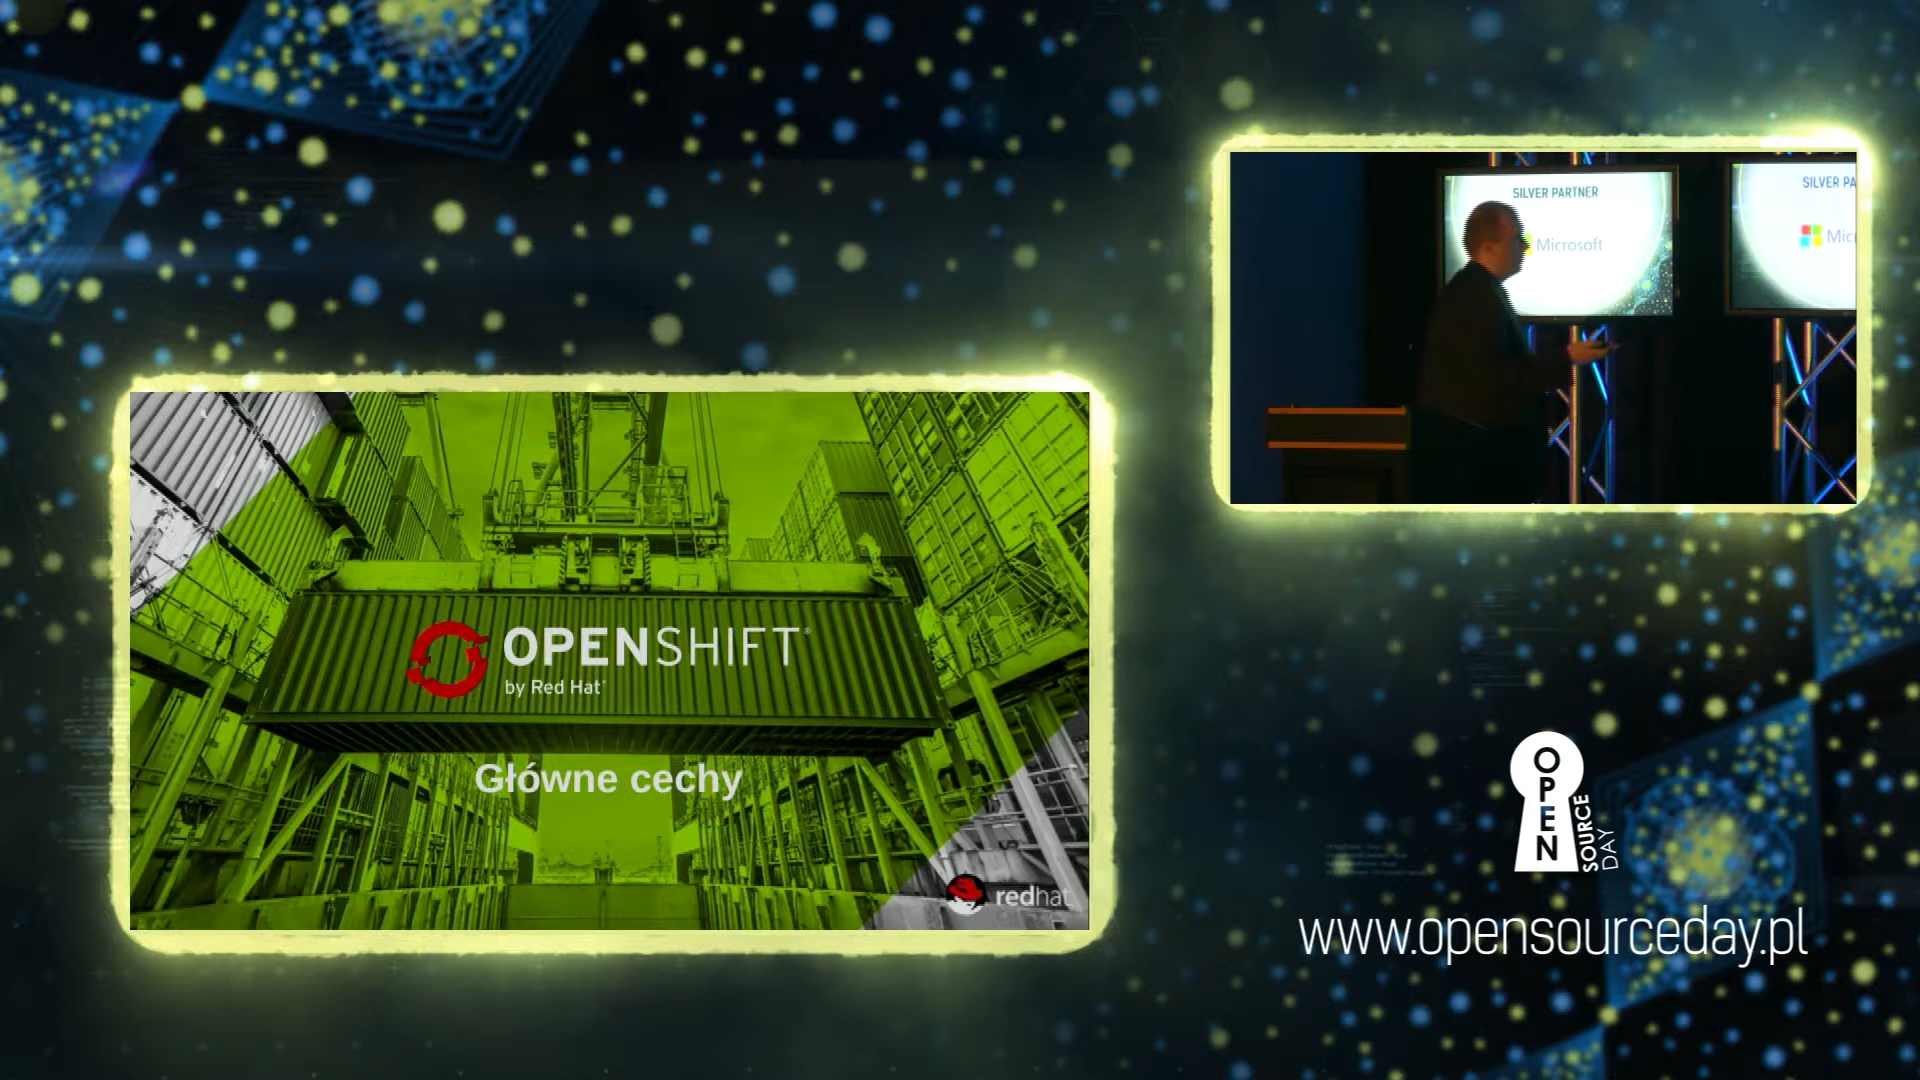 SILVER PARTNER
Microsoft
SILVER PA
Mic
OPENSHIFT®
by Red Hat®
Główne cechy
redhat
OPEN
SOURCE
DAY
www.opensourceday.pl